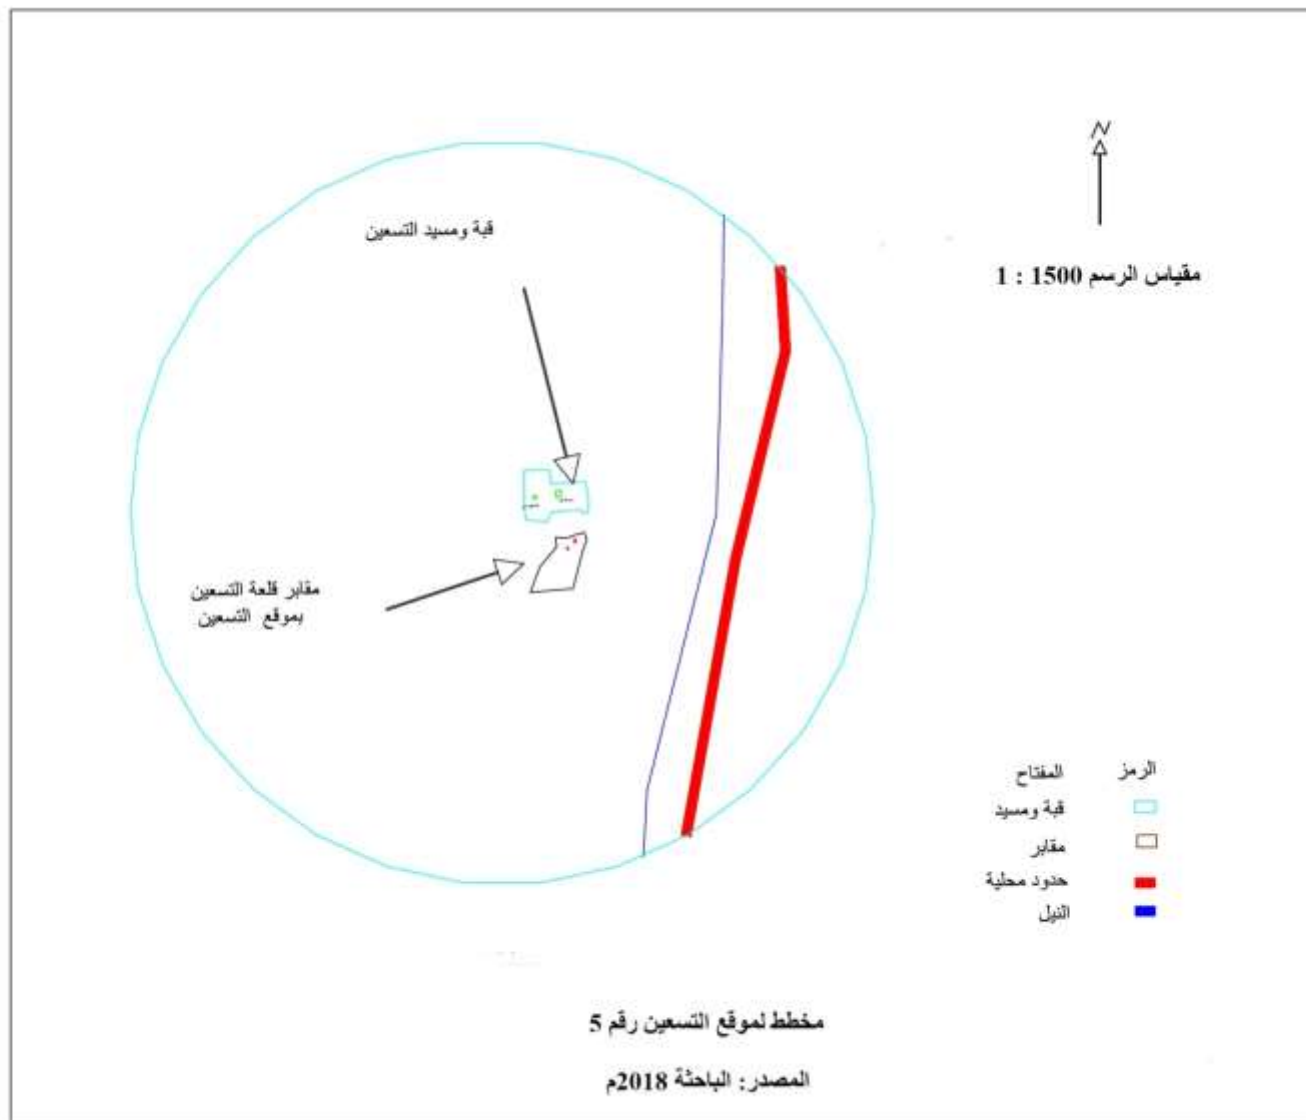 N
مقياس الرسم 1500 : 1
قبة ومسيد التسعين
مقابر قلعة التسعين
بموقع التسعين
الرمز المفتاح
قبة ومسيد
مقابر
حدود محلية
النيل
مخطط لموقع التسعين رقم 5
المصدر: الباحثة 2018م